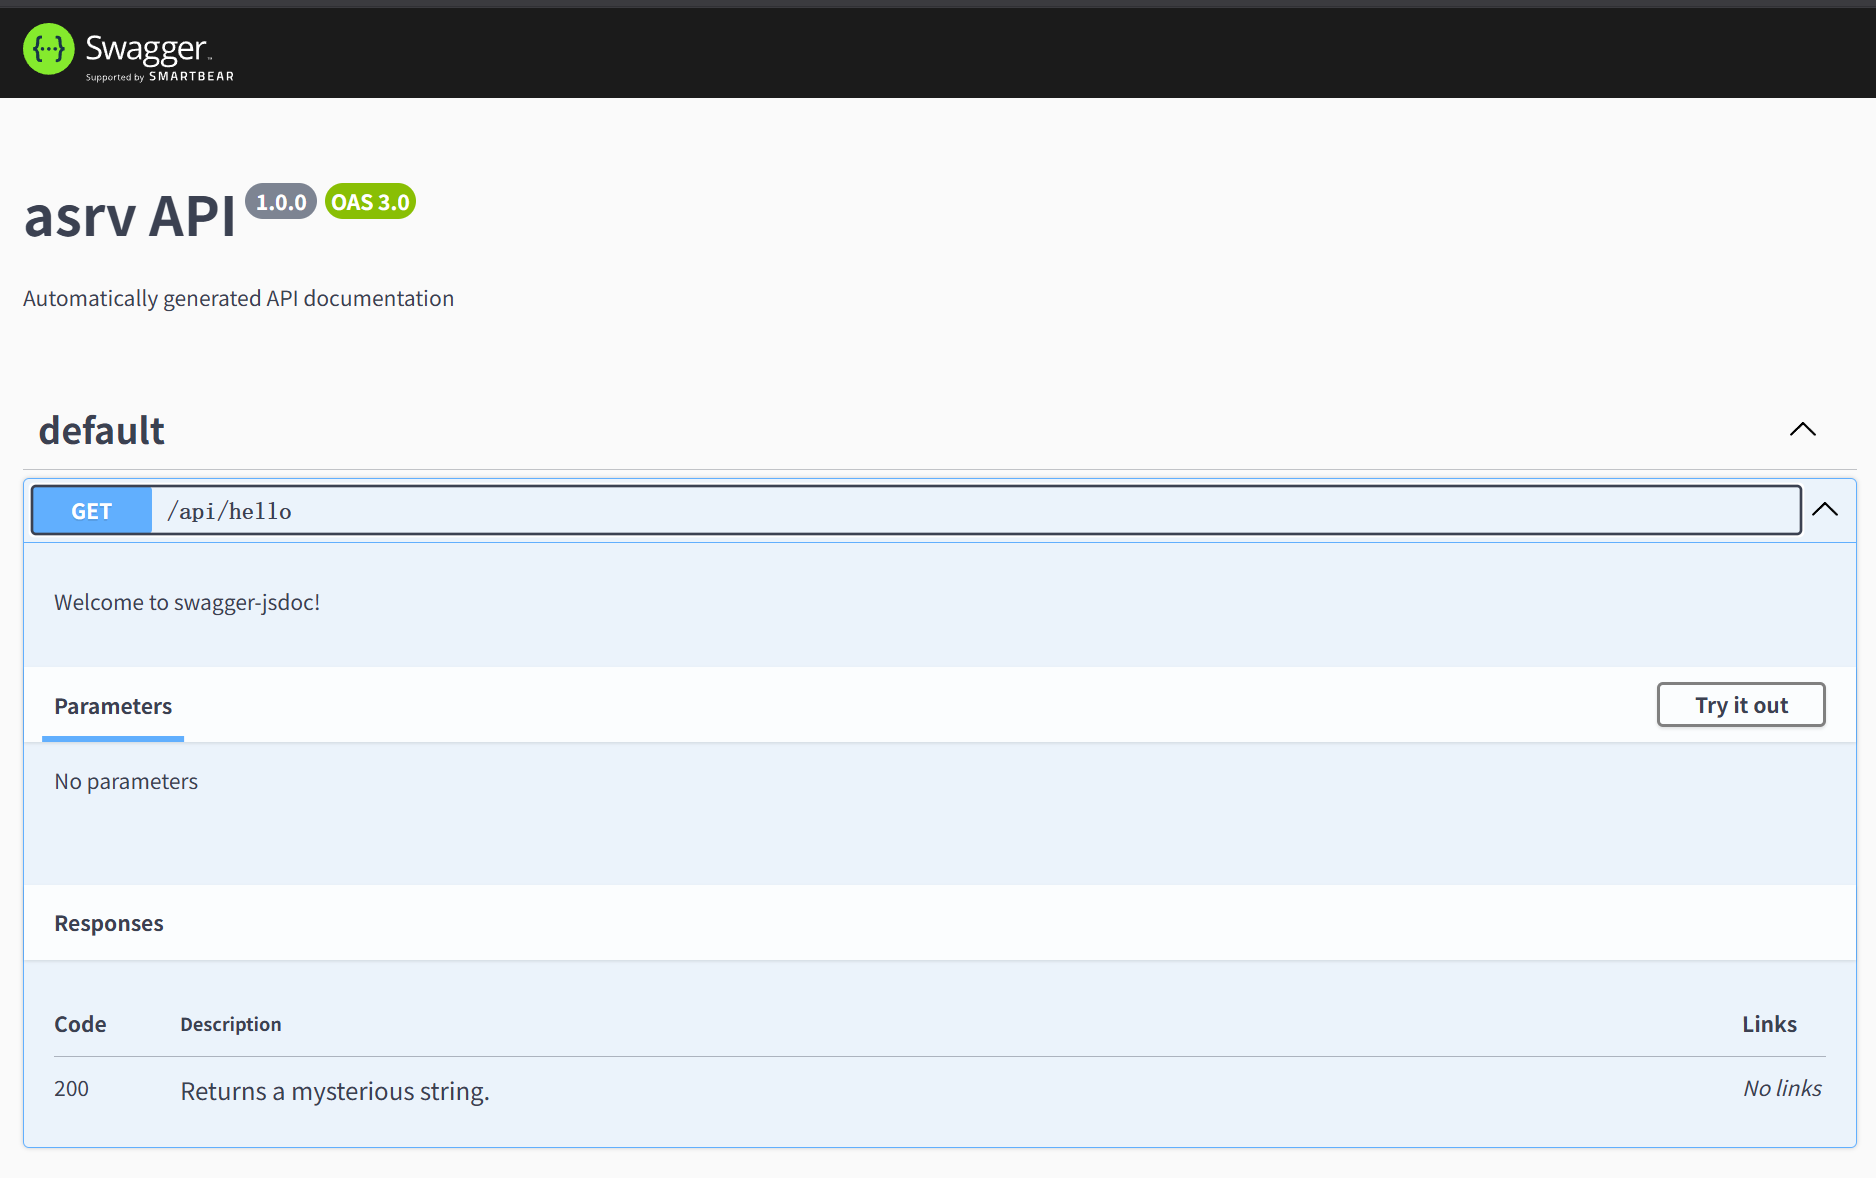 {···} Swagger™
Supported by SMARTBEAR
asrv API 1.0.0 OAS 3.0
Automatically generated API documentation
default
GET /api/hello
Welcome to swagger-jsdoc!
Parameters Try it out
No parameters
Responses
Code Description Links
200 Returns a mysterious string. No links